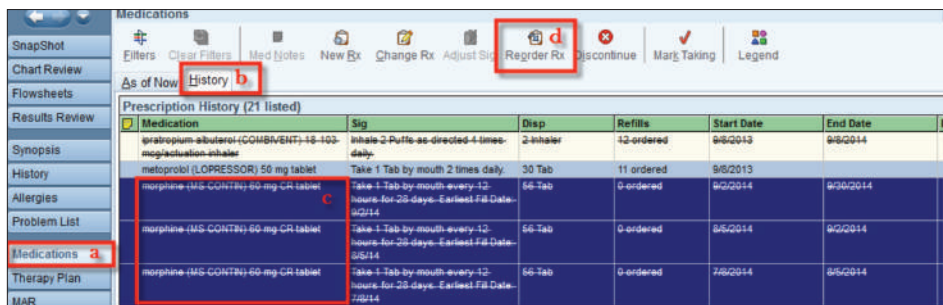 Medications
SnapShot
Chart Review
Flowsheets
Results Review
Synopsis
History
Allergies
Problem List
Medications a
Therapy Plan
MAR
Filters Clear Filters Med Notes New Rx Change Rx Adjust Sig Reorder Rx d Discontinue Mark Taking Legend
As of Now History b
Prescription History (21 listed)
Medication Sig Disp Refills Start Date End Date
ipratropium-albuterol (COMBIVENT) 18-103 Inhale 2 Puffs as directed 4 times 2 Inhaler 12 ordered 9/8/2013 9/8/2014
mcg/actuation inhaler daily.
metoprolol (LOPRESSOR) 50 mg tablet Take 1 Tab by mouth 2 times daily. 30 Tab 11 ordered 9/8/2013
morphine (MS CONTIN) 60 mg CR tablet c Take 1 Tab by mouth every 12 56 Tab 0 ordered 9/2/2014 9/30/2014
hours for 28 days. Earliest Fill Date:
9/2/14
morphine (MS CONTIN) 60 mg CR tablet Take 1 Tab by mouth every 12 56 Tab 0 ordered 8/5/2014 9/2/2014
hours for 28 days. Earliest Fill Date:
8/5/14
morphine (MS CONTIN) 60 mg CR tablet Take 1 Tab by mouth every 12 56 Tab 0 ordered 7/8/2014 8/5/2014
hours for 28 days. Earliest Fill Date:
7/8/14